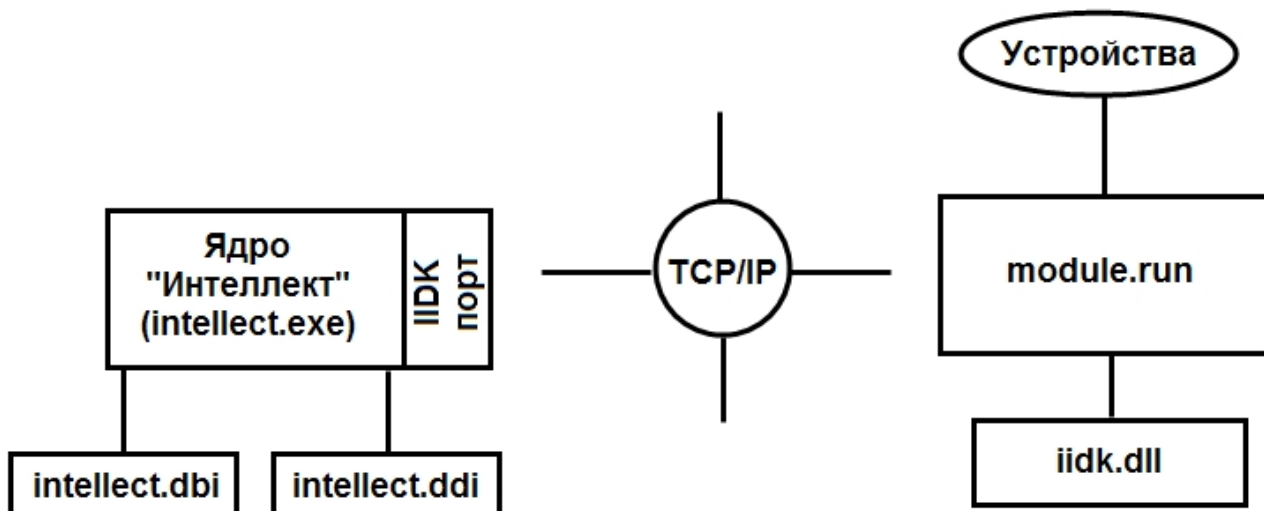 Устройства
Ядро
"Интеллект"
(intellect.exe)
IIDK
порт
TCP/IP
module.run
iidk.dll
intellect.dbi
intellect.ddi